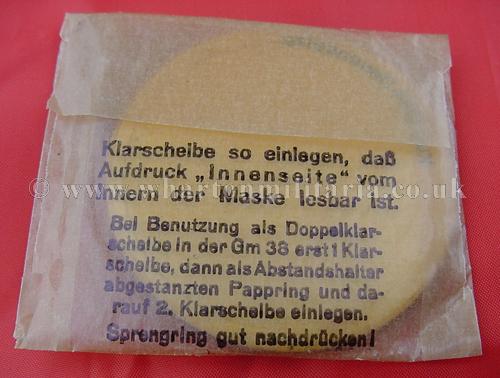 Klarscheibe so einlegen, daß
Aufdruck „Innenseite" vom
Innern der Maske lesbar ist.
© www.whartonmilitaria.co.uk
Bei Benutzung als Doppelklar-
scheibe in der Gm 38 erst 1 Klar-
scheibe, dann als Abstandshalter
abgestanzten Pappring und da-
rauf 2. Klarscheibe einlegen.
Sprengring gut nachdrücken!